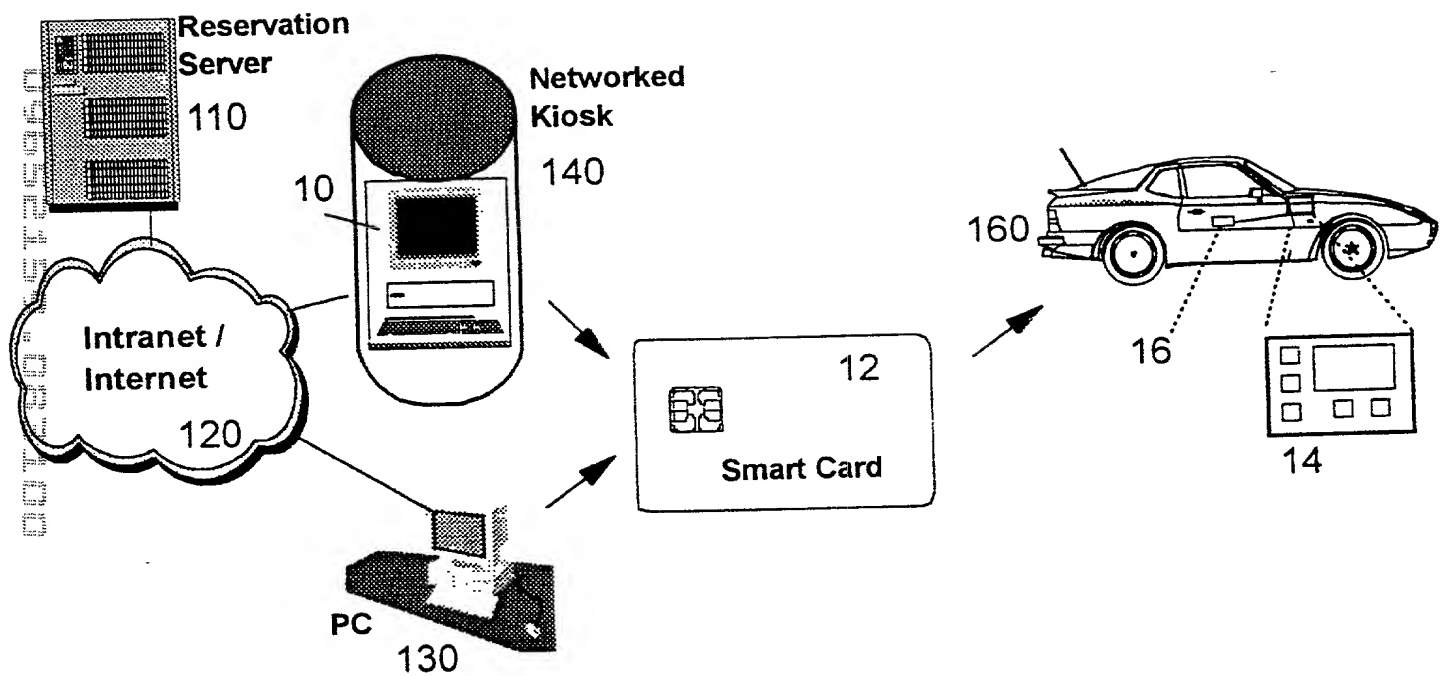 Reservation
Server
110
Networked
Kiosk
140
10
160
Intranet /
Internet
120
16
12
Smart Card
14
PC
130